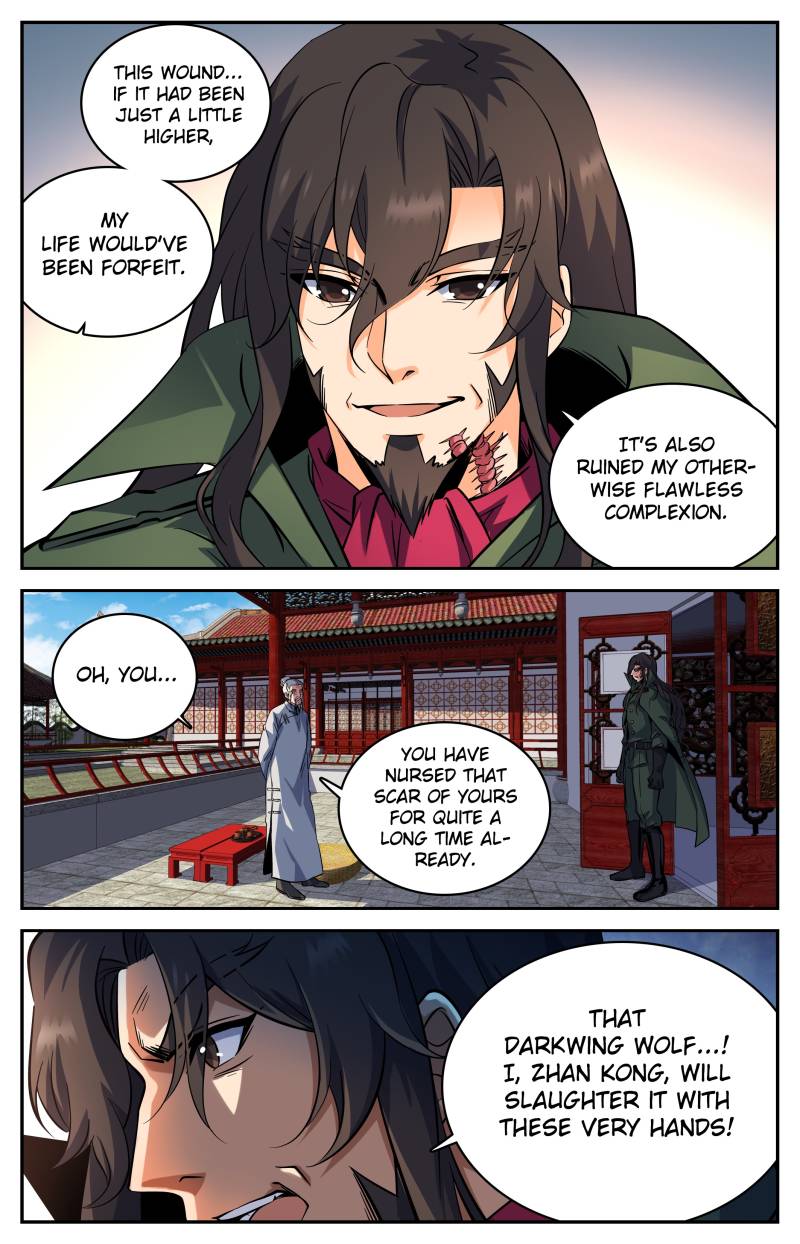 THIS WOUND...
IF IT HAD BEEN
JUST A LITTLE
HIGHER,
MY
LIFE WOULD'VE
BEEN FORFEIT.
IT'S ALSO
RUINED MY OTHER-
WISE FLAWLESS
COMPLEXION.
OH, YOU...
YOU HAVE
NURSED THAT
SCAR OF YOURS
FOR QUITE A
LONG TIME AL-
READY.
THAT
DARKWING WOLF...!
I, ZHAN KONG, WILL
SLAUGHTER IT WITH
THESE VERY HANDS!